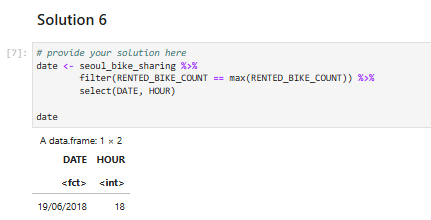 Solution 6
[7]: # provide your solution here
date <- seoul_bike_sharing %>%
filter(RENTED_BIKE_COUNT == max(RENTED_BIKE_COUNT)) %>%
select(DATE, HOUR)
date
A data.frame: 1 × 2
DATE HOUR
<fct> <int>
19/06/2018 18